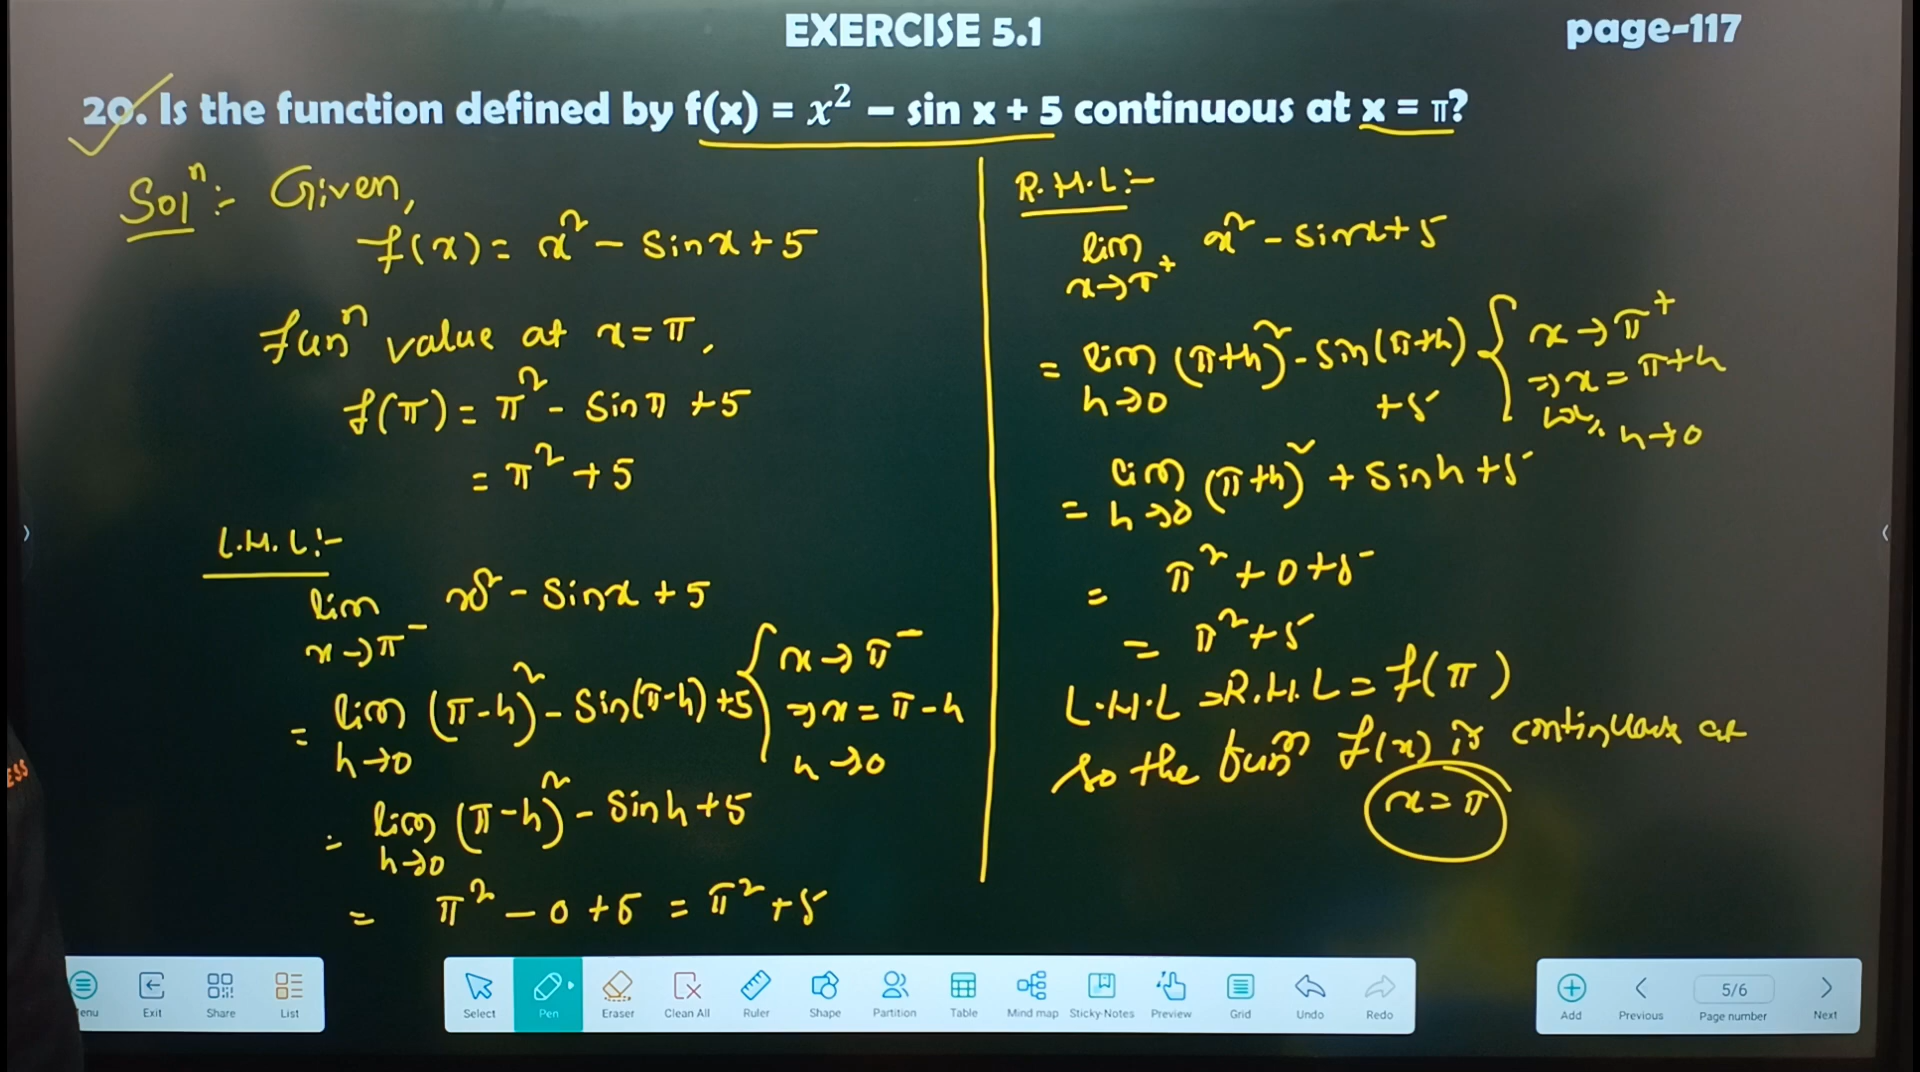 EXERCISE 5.1
page-117
20. Is the function defined by f(x) = x² – sin x + 5 continuous at x = π?
Solⁿ:- Given,
f(x) = x² - sinx + 5
funⁿ value at x = π,
f(π) = π² - sin π + 5
= π² + 5
L.H.L:-
lim x→π⁻ x² - sinx + 5
= lim h→0 (π-h)² - sin(π-h) + 5 { x→π⁻
⇒ x = π - h
h→0
= lim h→0 (π-h)² - sinh + 5
= π² - 0 + 5 = π² + 5
R.H.L:-
lim x→π⁺ x² - sinx + 5
= lim h→0 (π+h)² - sin(π+h) + 5 { x→π⁺
⇒ x = π + h
h→0
= lim h→0 (π+h)² + sinh + 5
= π² + 0 + 5
= π² + 5
L.H.L = R.H.L = f(π)
so the funⁿ f(x) is continuous at
x = π
ESS
enu
Exit
Share
List
Select
Pen
Eraser
Clean All
Ruler
Shape
Partition
Table
Mind map
Sticky-Notes
Preview
Grid
Undo
Redo
Add
Previous
5/6
Page number
Next